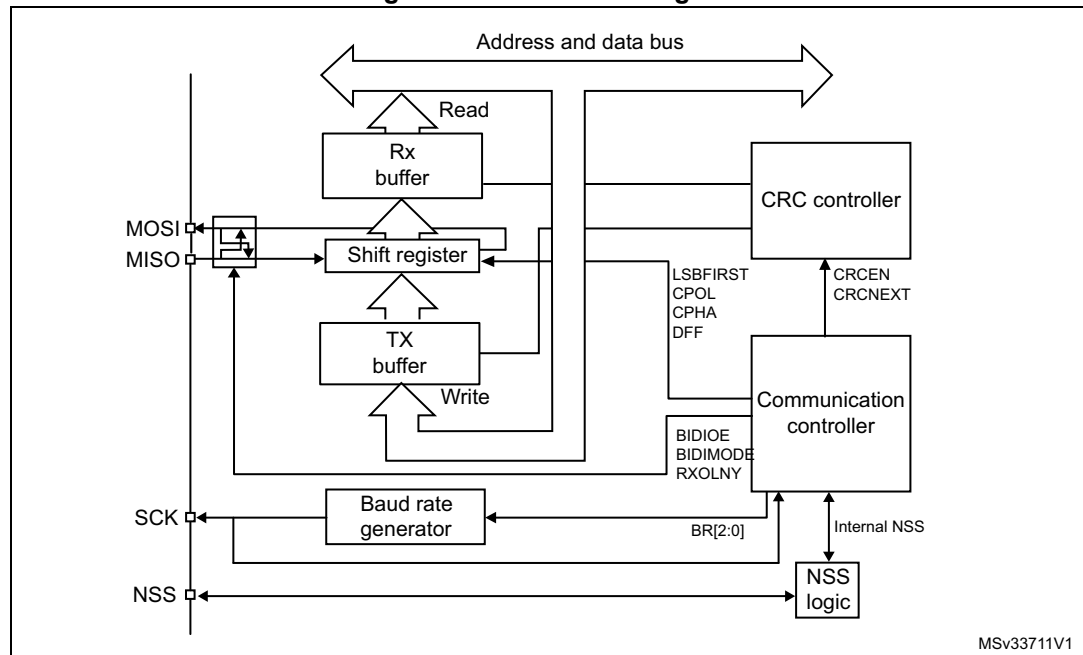 Address and data bus
Read
Rx
buffer
CRC controller
MOSI
MISO
Shift register
LSBFIRST
CPOL
CPHA
DFF
CRCEN
CRCNEXT
TX
buffer
Write
Communication
controller
BIDIOE
BIDIMODE
RXOLNY
SCK
Baud rate
generator
BR[2:0]
Internal NSS
NSS
NSS
logic
MSv33711V1